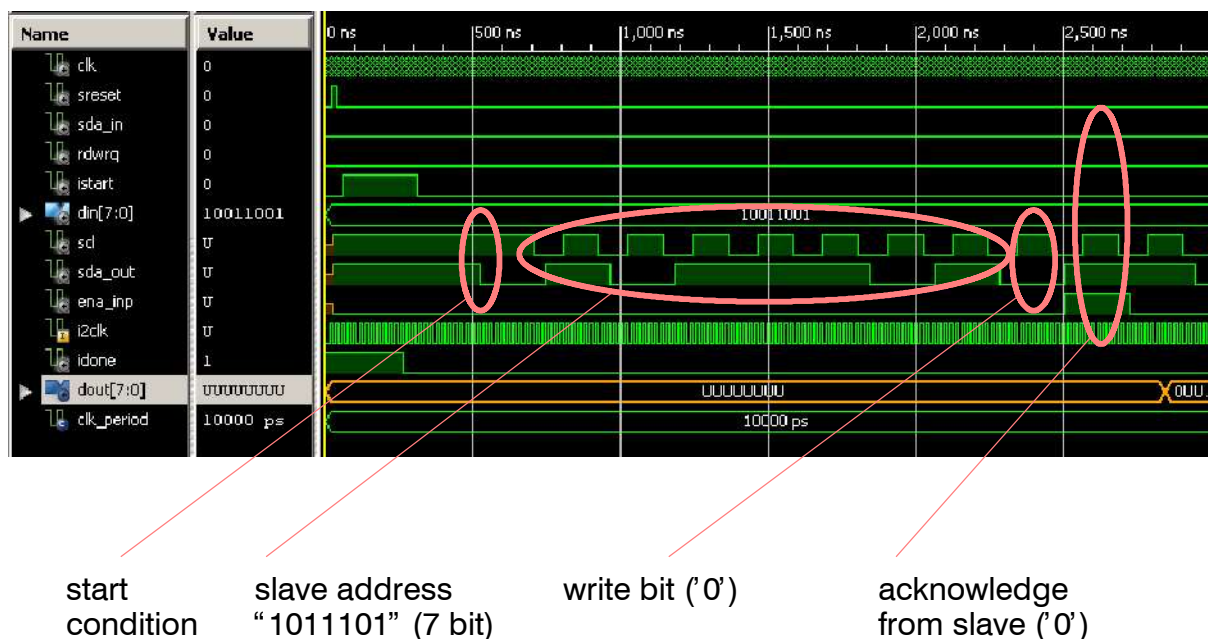 Name Value 0 ns 500 ns 1,000 ns 1,500 ns 2,000 ns 2,500 ns
clk 0
sreset 0
sda_in 0
rdwrq 0
istart 0
din[7:0] 10011001 10011001
scl U
sda_out U
ena_inp U
i2clk U
idone 1
dout[7:0] UUUUUUUU UUUUUUUU 0UU.
clk_period 10000 ps 10000 ps
start condition
slave address “1011101” (7 bit)
write bit (’0’)
acknowledge from slave (’0’)